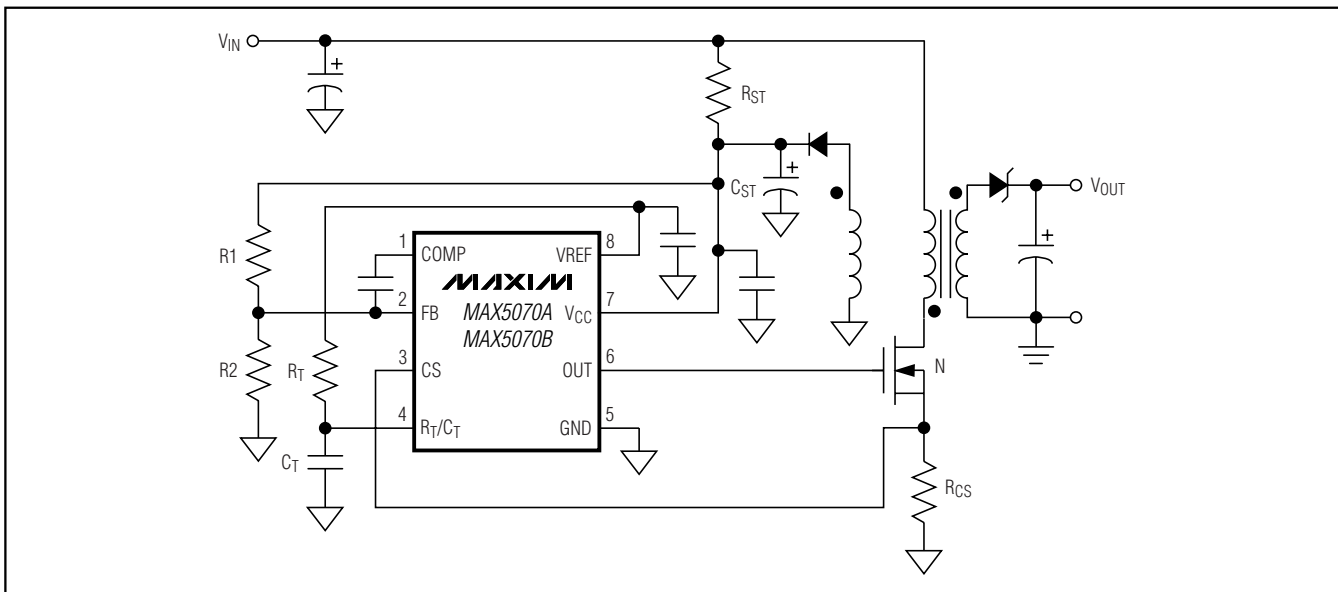 VIN
+
RST
+
CST
VOUT
+
R1
1
COMP
8
VREF
MAXIM
MAX5070A
MAX5070B
2
FB
7
VCC
R2
RT
3
CS
6
OUT
N
4
RT/CT
5
GND
CT
RCS